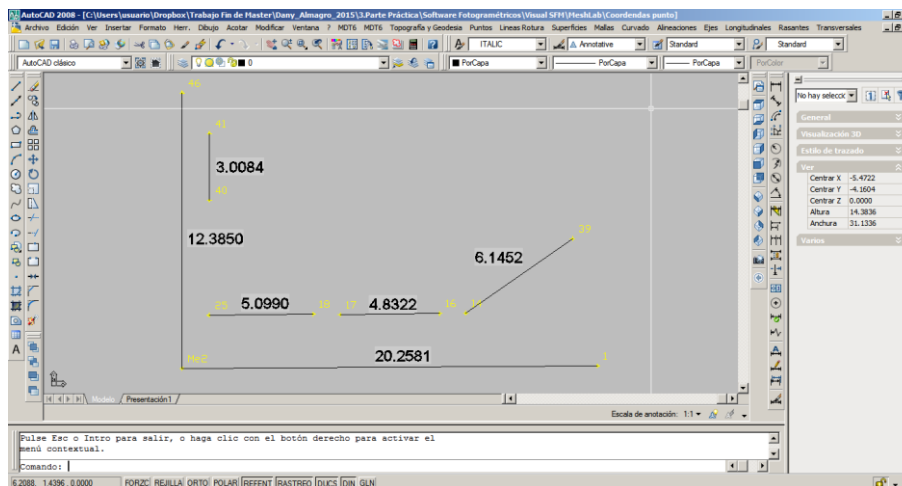 AutoCAD 2008 - [C:\Users\usuario\Dropbox\Trabajo Fin de Master\Dany_Almagro_2015\3.Parte Práctica\Software Fotogramétricos\Visual SFM\MeshLab\Coordendas punto]
Archivo Edición Ver Insertar Formato Herr. Dibujo Acotar Modificar Ventana ? MDT6 MDT6 Topografía y Geodesia Puntos Lineas Rotura Superficies Mallas Curvado Alineaciones Ejes Longitudinales Rasantes Transversales
ITALIC Annotative Standard Standard
AutoCAD clásico 0 PorCapa PorCapa PorCapa PorColor
46
41
3.0084
40
12.3850
39
6.1452
25 5.0990 18 17 4.8322 16
20.2581
Me2 1
No hay selecc
General
Visualización 3D
Estilo de trazado
Ver
Centrar X -5.4722
Centrar Y -4.1604
Centrar Z 0.0000
Altura 14.3836
Anchura 31.1336
Varios
Modelo Presentación1
Escala de anotación: 1:1
Pulse Esc o Intro para salir, o haga clic con el botón derecho para activar el
menú contextual.
Comando:
6.2088, 1.4396, 0.0000 FORZC REJILLA ORTO POLAR REFENT RASTREO DUCS DIN GLN